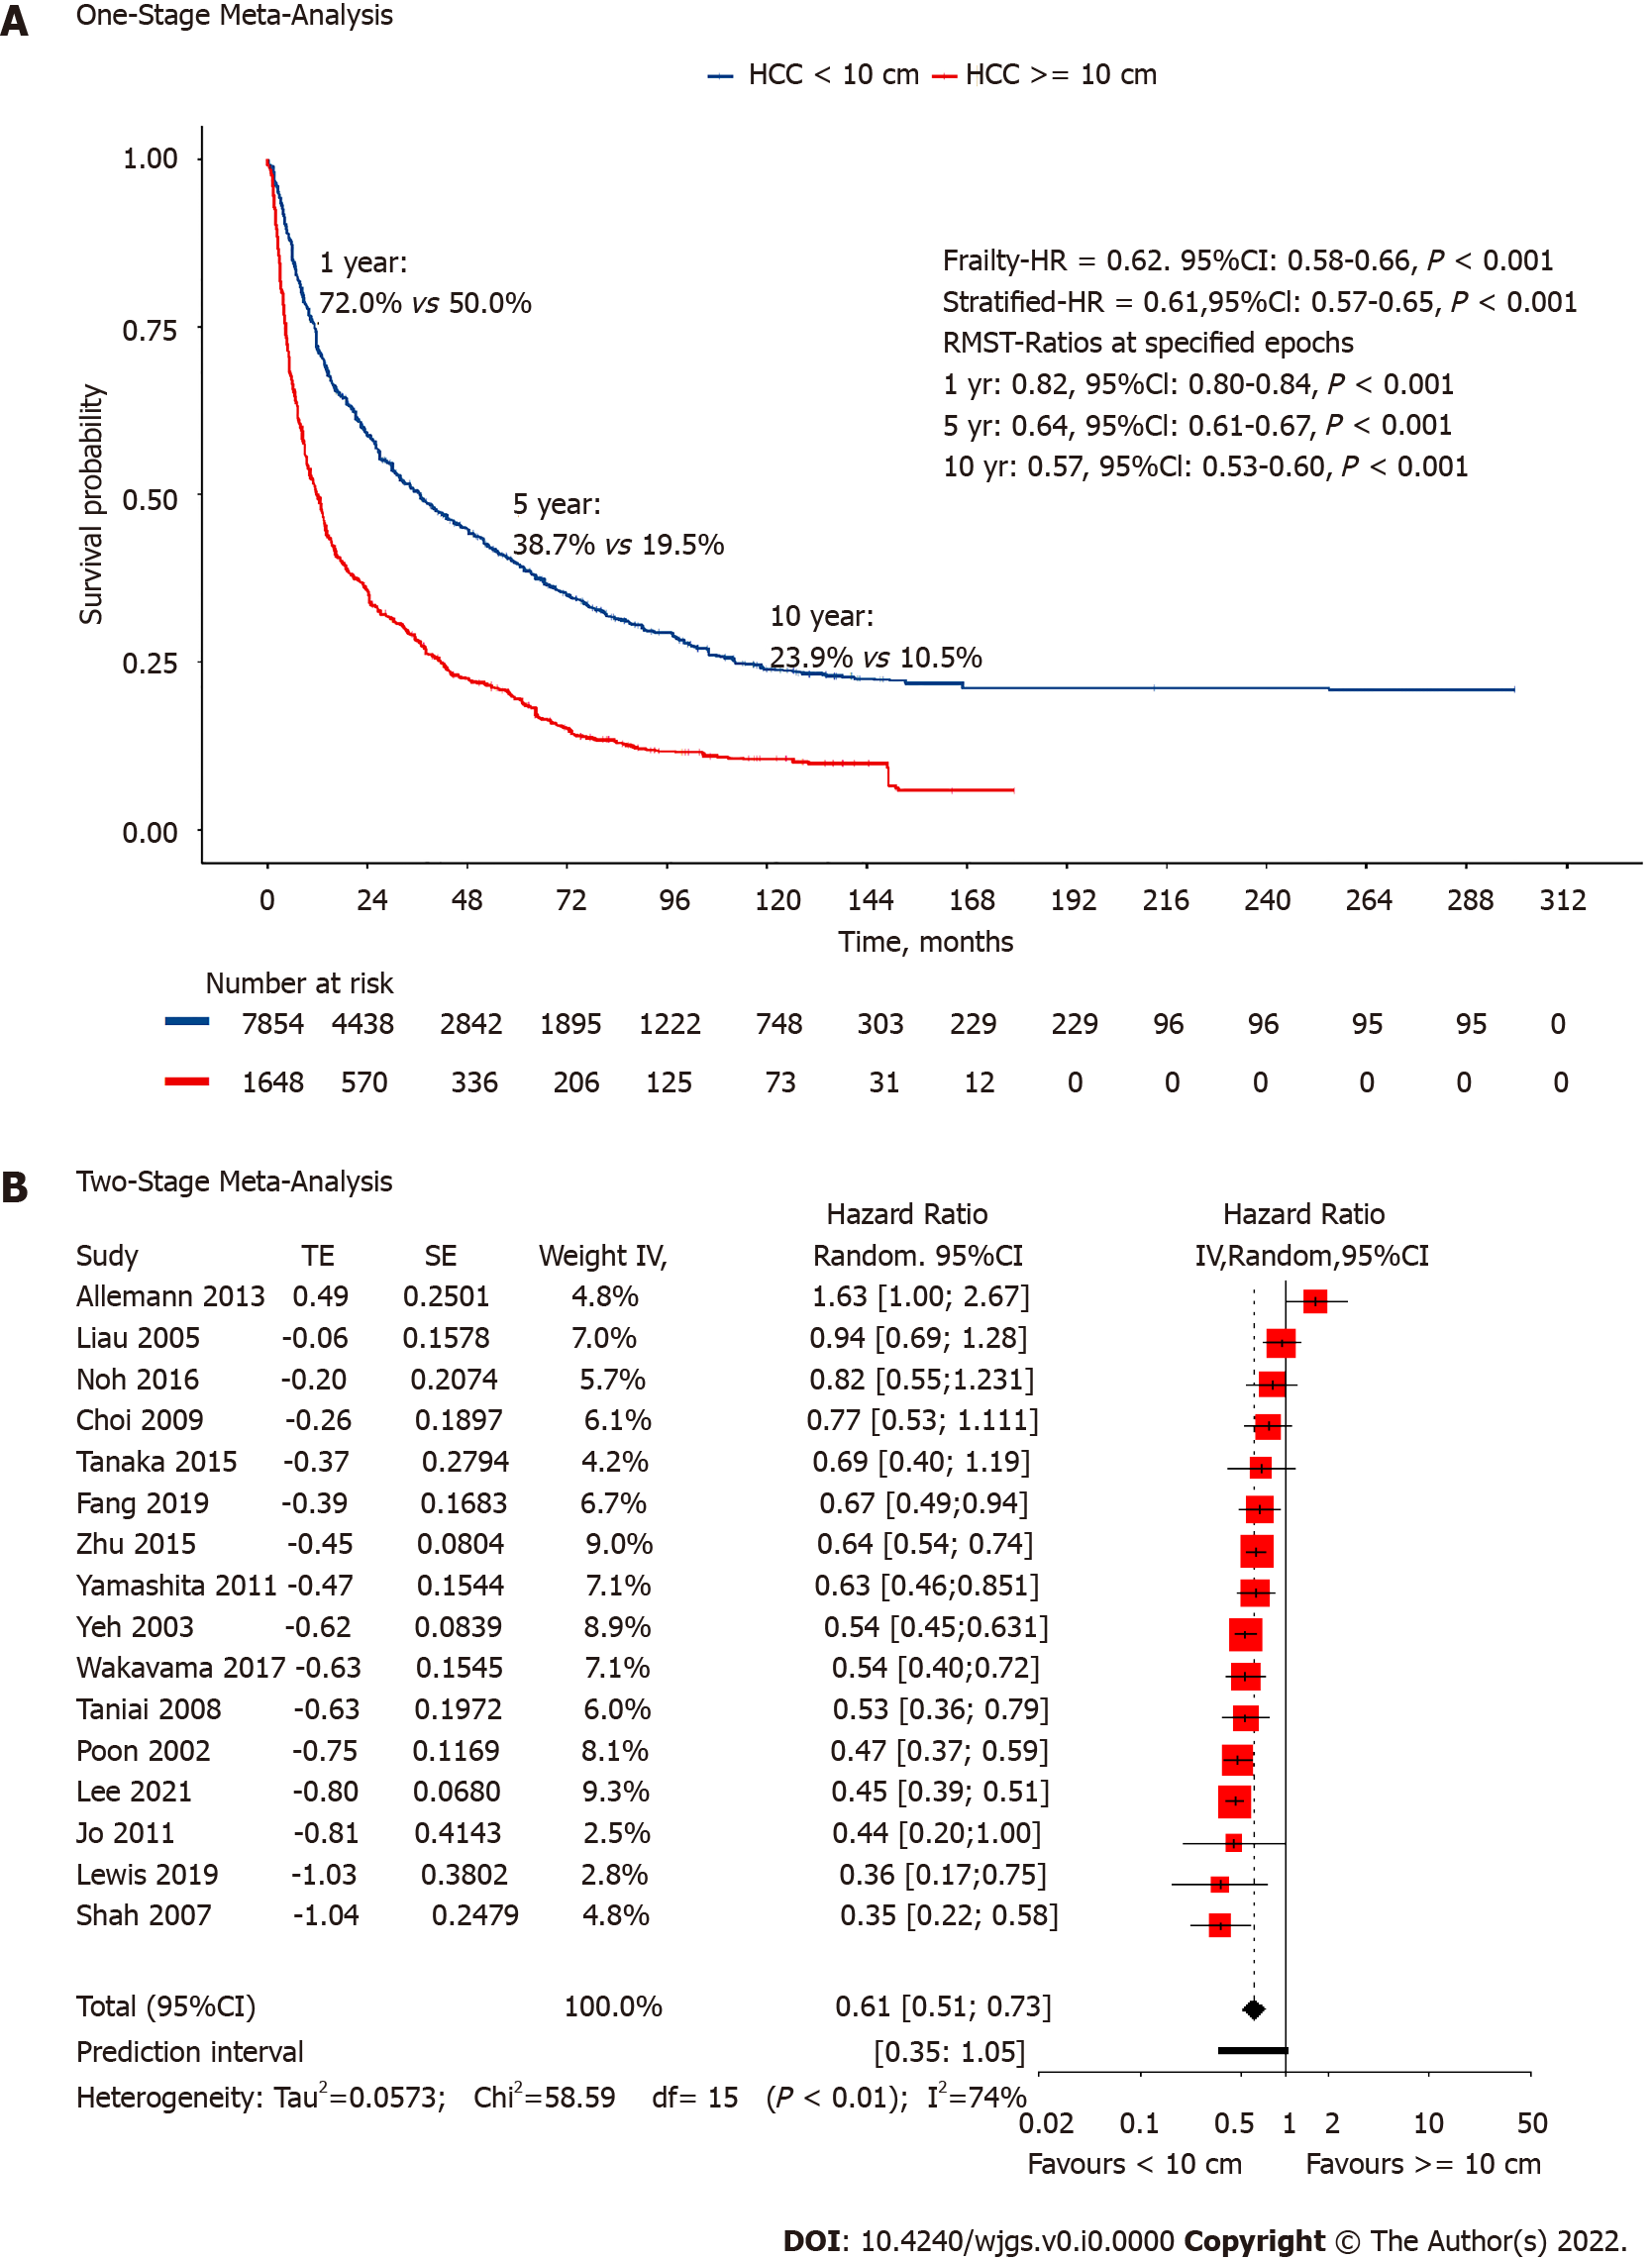 A One-Stage Meta-Analysis
HCC < 10 cm HCC >= 10 cm
1.00
0.75
0.50
0.25
0.00
Survival probability
1 year:
72.0% vs 50.0%
5 year:
38.7% vs 19.5%
10 year:
23.9% vs 10.5%
Frailty-HR = 0.62. 95%CI: 0.58-0.66, P < 0.001
Stratified-HR = 0.61,95%Cl: 0.57-0.65, P < 0.001
RMST-Ratios at specified epochs
1 yr: 0.82, 95%Cl: 0.80-0.84, P < 0.001
5 yr: 0.64, 95%Cl: 0.61-0.67, P < 0.001
10 yr: 0.57, 95%Cl: 0.53-0.60, P < 0.001
0 24 48 72 96 120 144 168 192 216 240 264 288 312
Time, months
Number at risk
7854 4438 2842 1895 1222 748 303 229 229 96 96 95 95 0
1648 570 336 206 125 73 31 12 0 0 0 0 0 0
B Two-Stage Meta-Analysis
Hazard Ratio Hazard Ratio
Sudy TE SE Weight IV, Random. 95%CI IV,Random,95%CI
Allemann 2013 0.49 0.2501 4.8% 1.63 [1.00; 2.67]
Liau 2005 -0.06 0.1578 7.0% 0.94 [0.69; 1.28]
Noh 2016 -0.20 0.2074 5.7% 0.82 [0.55;1.231]
Choi 2009 -0.26 0.1897 6.1% 0.77 [0.53; 1.111]
Tanaka 2015 -0.37 0.2794 4.2% 0.69 [0.40; 1.19]
Fang 2019 -0.39 0.1683 6.7% 0.67 [0.49;0.94]
Zhu 2015 -0.45 0.0804 9.0% 0.64 [0.54; 0.74]
Yamashita 2011 -0.47 0.1544 7.1% 0.63 [0.46;0.851]
Yeh 2003 -0.62 0.0839 8.9% 0.54 [0.45;0.631]
Wakavama 2017 -0.63 0.1545 7.1% 0.54 [0.40;0.72]
Taniai 2008 -0.63 0.1972 6.0% 0.53 [0.36; 0.79]
Poon 2002 -0.75 0.1169 8.1% 0.47 [0.37; 0.59]
Lee 2021 -0.80 0.0680 9.3% 0.45 [0.39; 0.51]
Jo 2011 -0.81 0.4143 2.5% 0.44 [0.20;1.00]
Lewis 2019 -1.03 0.3802 2.8% 0.36 [0.17;0.75]
Shah 2007 -1.04 0.2479 4.8% 0.35 [0.22; 0.58]
Total (95%CI) 100.0% 0.61 [0.51; 0.73]
Prediction interval [0.35: 1.05]
Heterogeneity: Tau²=0.0573; Chi²=58.59 df= 15 (P < 0.01); I²=74%
0.02 0.1 0.5 1 2 10 50
Favours < 10 cm Favours >= 10 cm
DOI: 10.4240/wjgs.v0.i0.0000 Copyright © The Author(s) 2022.